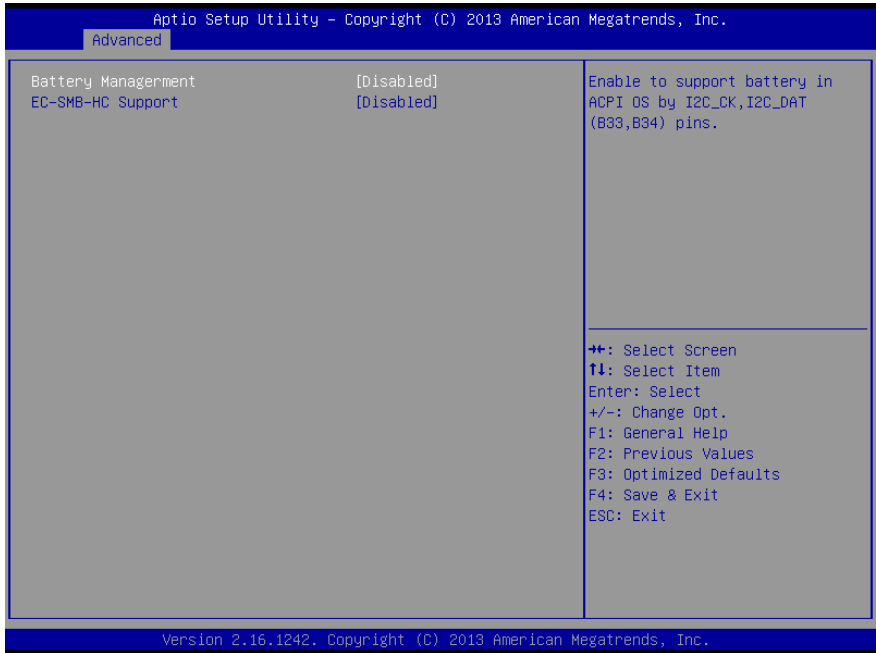 Aptio Setup Utility – Copyright (C) 2013 American Megatrends, Inc.
Advanced
Battery Managerment [Disabled]
EC-SMB-HC Support [Disabled]
Enable to support battery in
ACPI OS by I2C_CK,I2C_DAT
(B33,B34) pins.
→←: Select Screen
↑↓: Select Item
Enter: Select
+/-: Change Opt.
F1: General Help
F2: Previous Values
F3: Optimized Defaults
F4: Save & Exit
ESC: Exit
Version 2.16.1242. Copyright (C) 2013 American Megatrends, Inc.